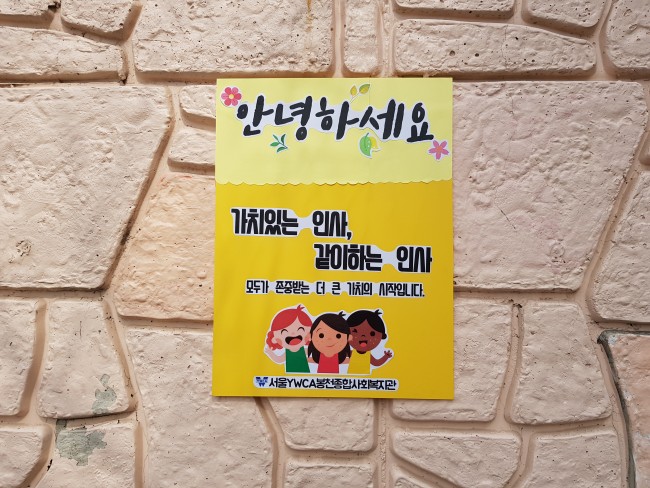 안녕하세요
가치있는 인사,
같이하는 인사
모두가 존중받는 더 큰 가치의 시작입니다.
서울YWCA봉천종합사회복지관